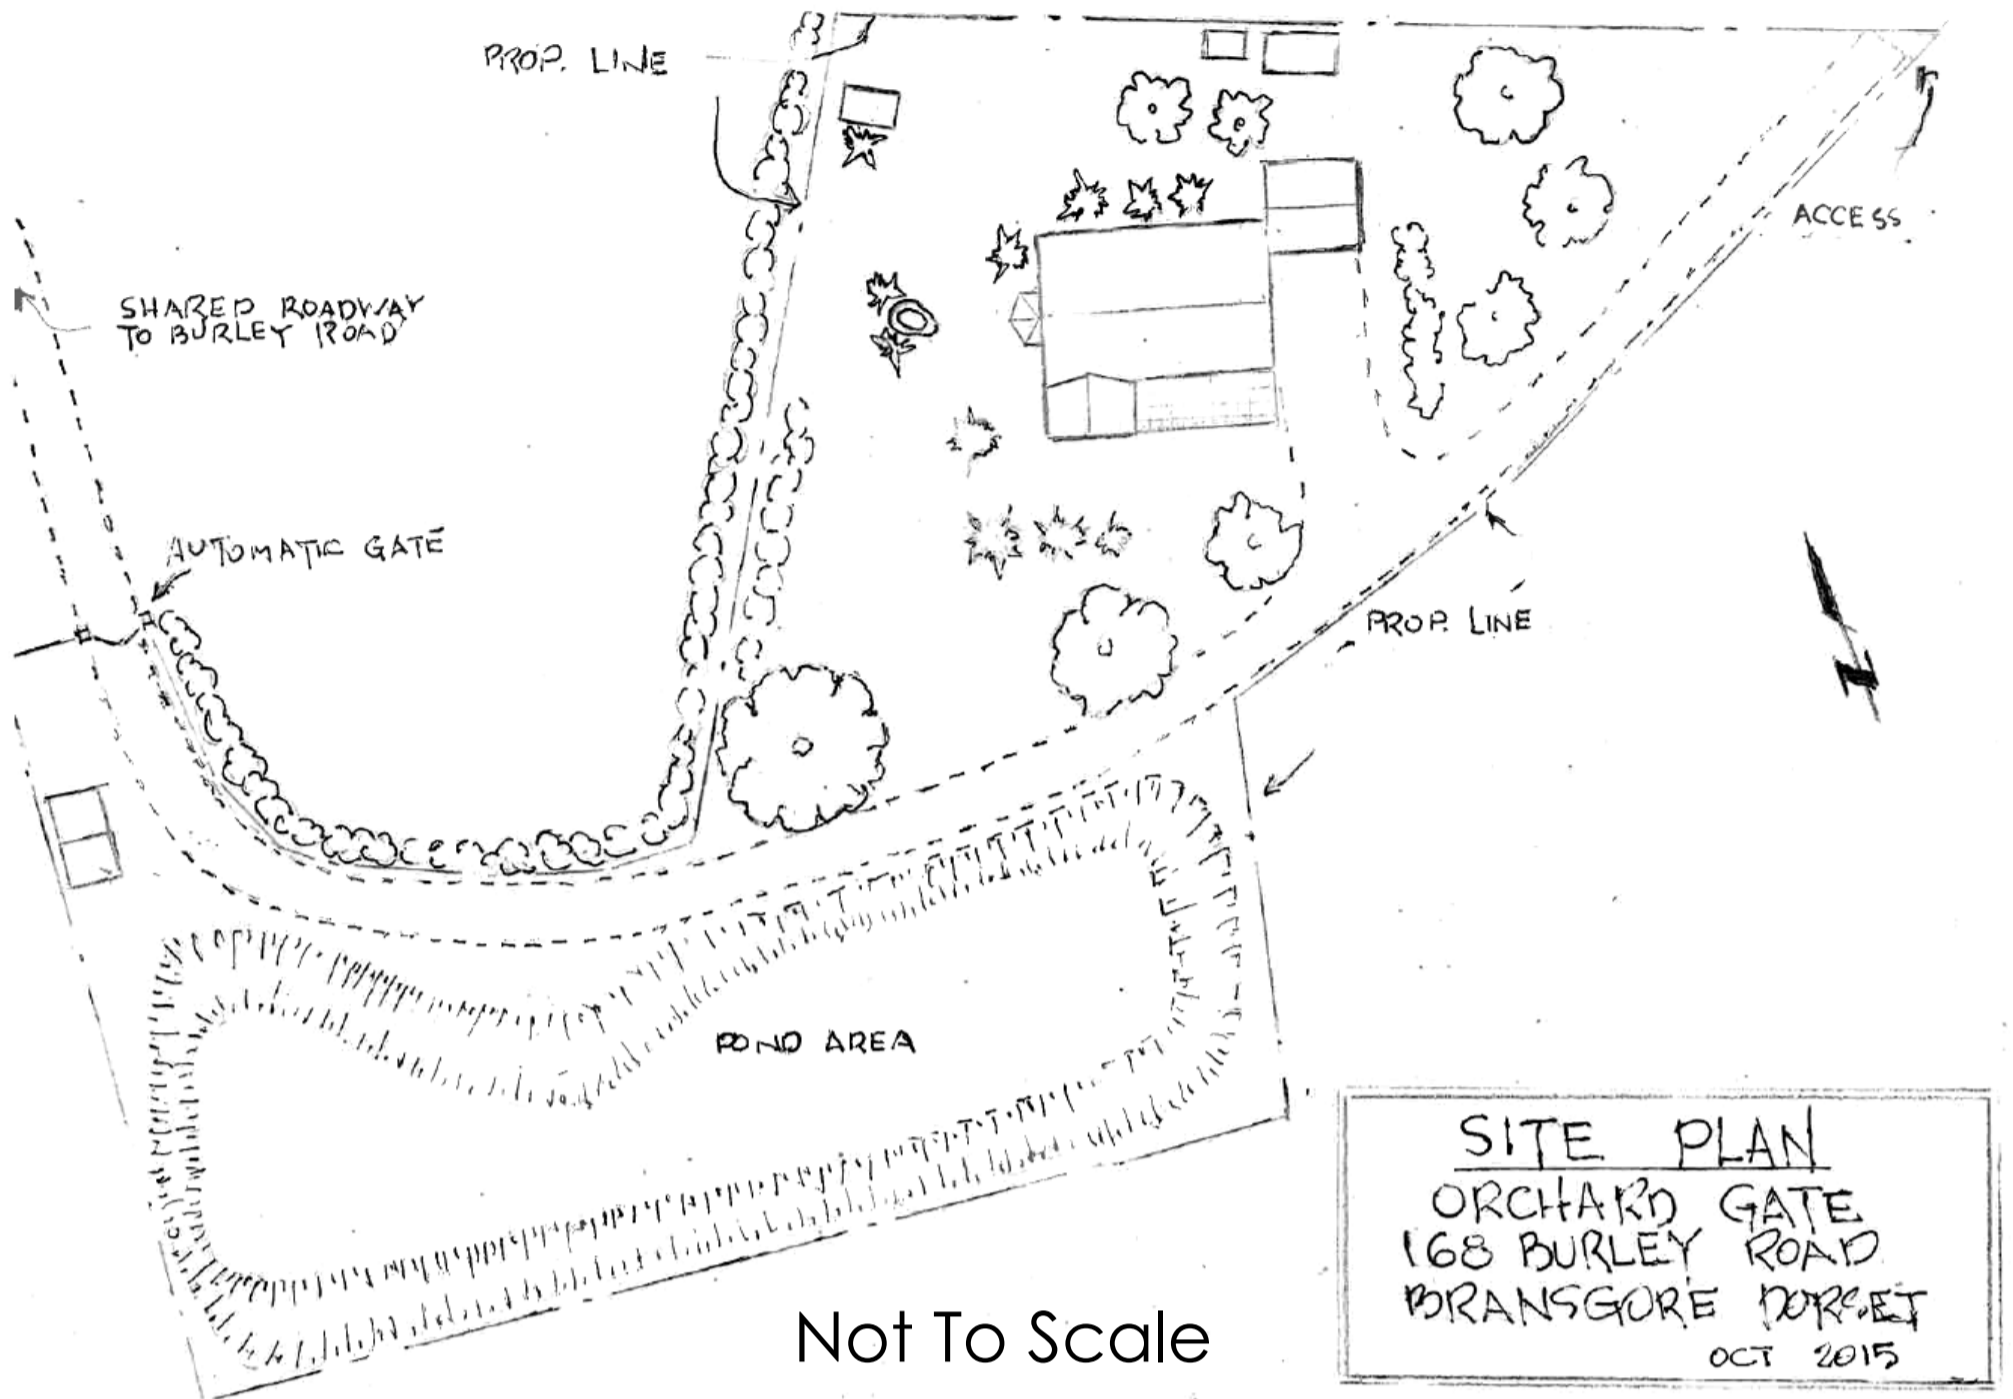 PROP. LINE
ACCESS
SHARED ROADWAY
TO BURLEY ROAD
AUTOMATIC GATE
PROP. LINE
N
POND AREA
SITE PLAN
ORCHARD GATE
168 BURLEY ROAD
BRANSGORE DORSET
OCT 2015
Not To Scale